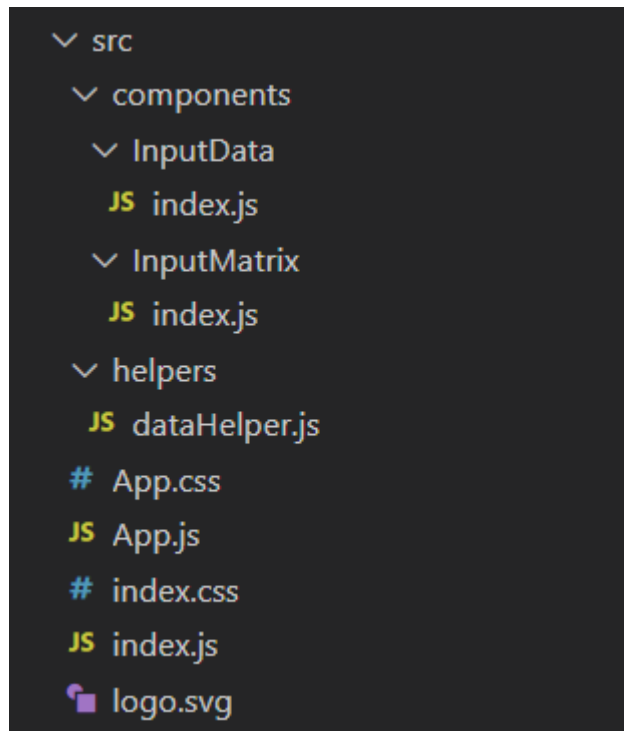 src
components
InputData
JS index.js
InputMatrix
JS index.js
helpers
JS dataHelper.js
# App.css
JS App.js
# index.css
JS index.js
logo.svg